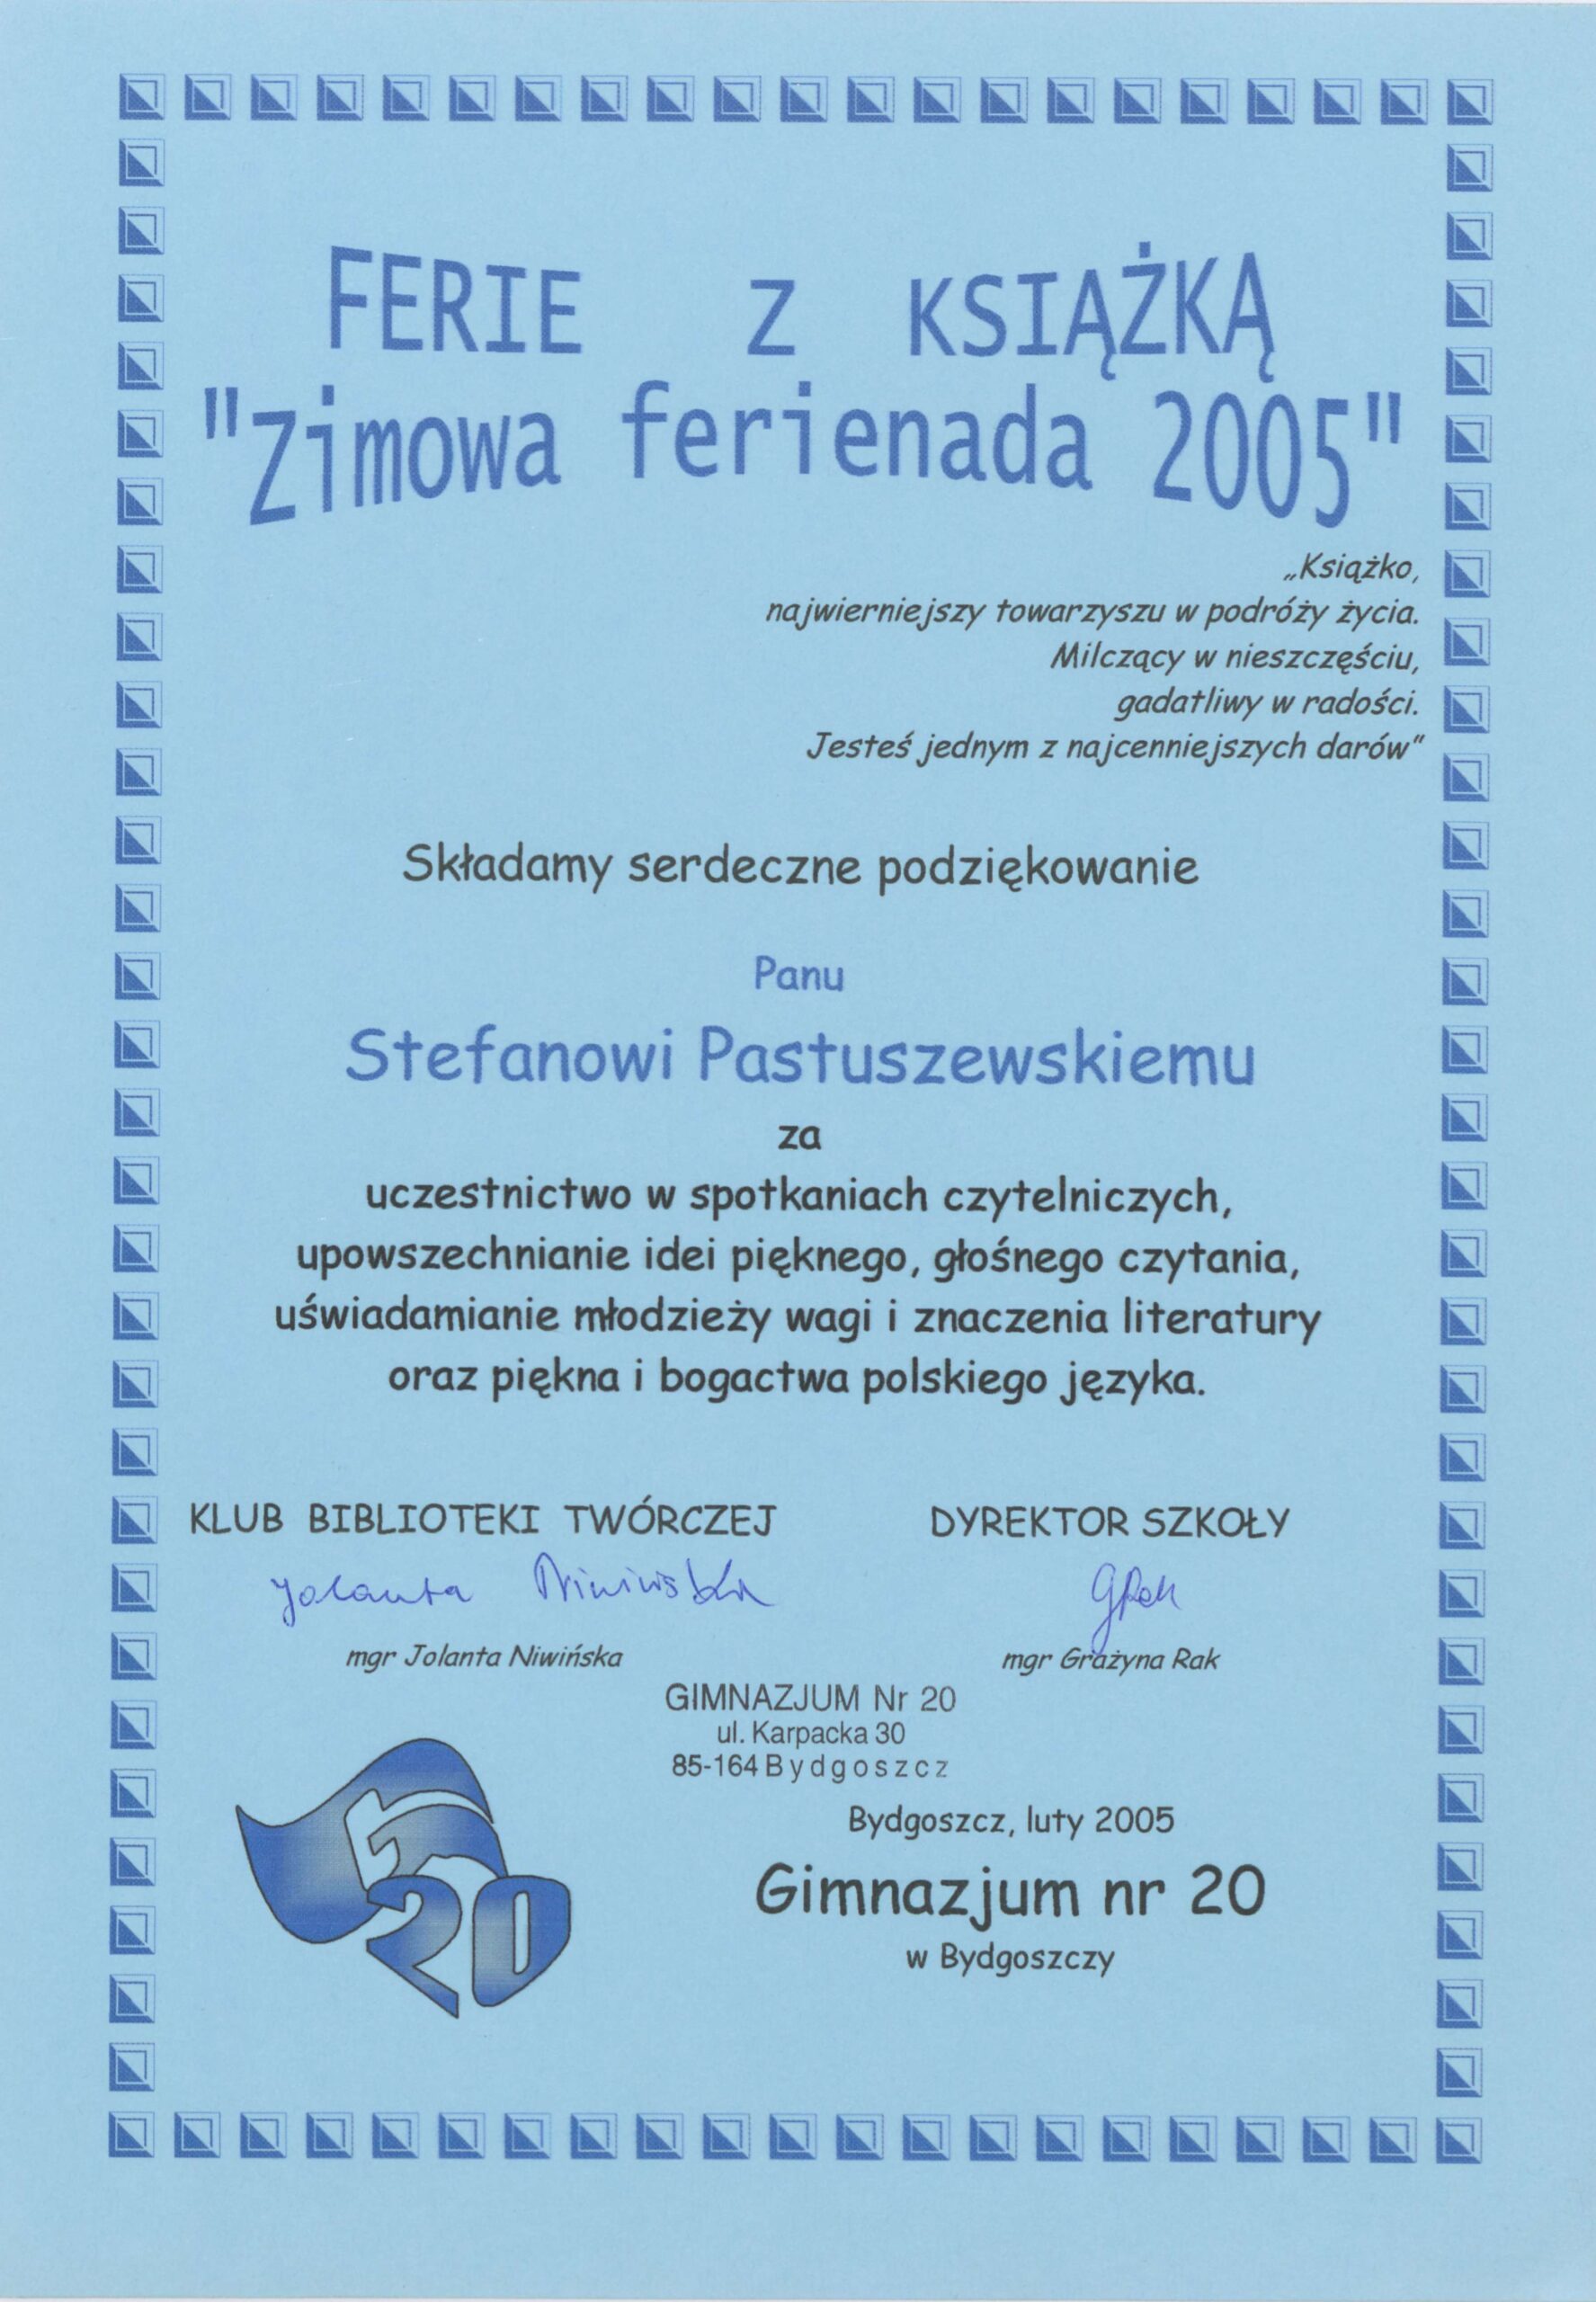 FERIE Z KSIĄŻKĄ
"Zimowa ferienada 2005"
„Książko,
najwierniejszy towarzyszu w podróży życia.
Milczący w nieszczęściu,
gadatliwy w radości.
Jesteś jednym z najcenniejszych darów"
Składamy serdeczne podziękowanie
Panu
Stefanowi Pastuszewskiemu
za
uczestnictwo w spotkaniach czytelniczych,
upowszechnianie idei pięknego, głośnego czytania,
uświadamianie młodzieży wagi i znaczenia literatury
oraz piękna i bogactwa polskiego języka.
KLUB BIBLIOTEKI TWÓRCZEJ
Jolanta Niwińska
mgr Jolanta Niwińska
DYREKTOR SZKOŁY
GRak
mgr Grażyna Rak
GIMNAZJUM Nr 20
ul. Karpacka 30
85-164 Bydgoszcz
20
Bydgoszcz, luty 2005
Gimnazjum nr 20
w Bydgoszczy